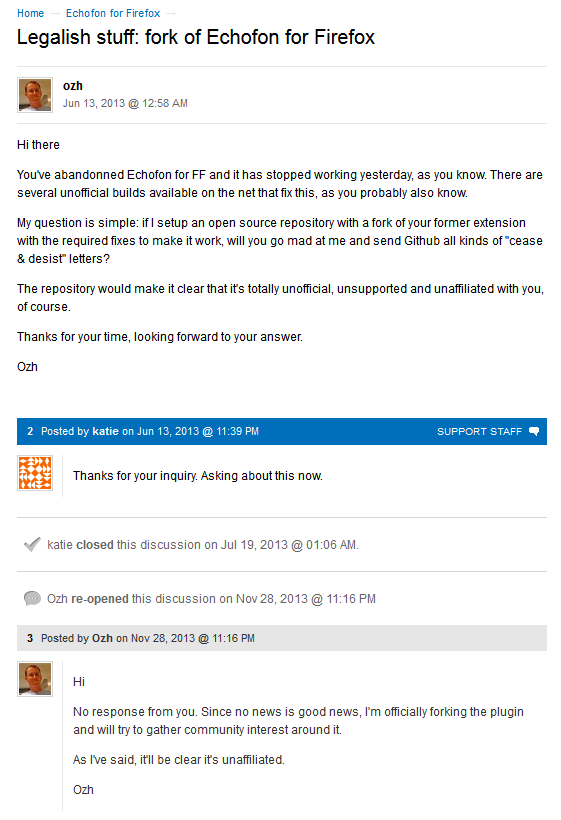 Home → Echofon for Firefox →
Legalish stuff: fork of Echofon for Firefox
ozh
Jun 13, 2013 @ 12:58 AM
Hi there
You've abandonned Echofon for FF and it has stopped working yesterday, as you know. There are
several unofficial builds available on the net that fix this, as you probably also know.
My question is simple: if I setup an open source repository with a fork of your former extension
with the required fixes to make it work, will you go mad at me and send Github all kinds of "cease
& desist" letters?
The repository would make it clear that it's totally unofficial, unsupported and unaffiliated with you,
of course.
Thanks for your time, looking forward to your answer.
Ozh
2 Posted by katie on Jun 13, 2013 @ 11:39 PM SUPPORT STAFF
Thanks for your inquiry. Asking about this now.
katie closed this discussion on Jul 19, 2013 @ 01:06 AM.
Ozh re-opened this discussion on Nov 28, 2013 @ 11:16 PM
3 Posted by Ozh on Nov 28, 2013 @ 11:16 PM
Hi
No response from you. Since no news is good news, I'm officially forking the plugin
and will try to gather community interest around it.
As I've said, it'll be clear it's unaffiliated.
Ozh